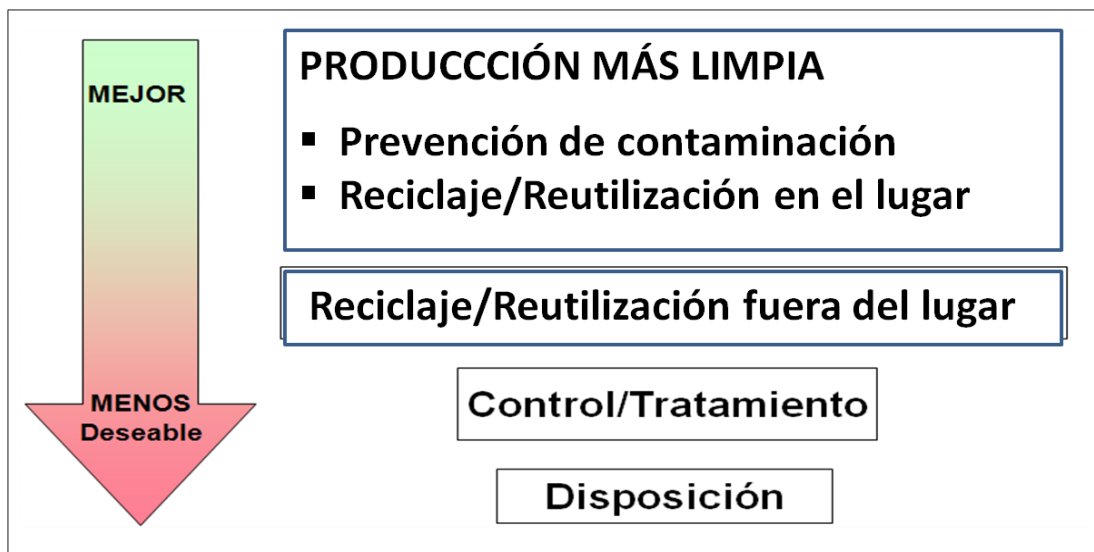 MEJOR
PRODUCCCIÓN MÁS LIMPIA
▪ Prevención de contaminación
▪ Reciclaje/Reutilización en el lugar
Reciclaje/Reutilización fuera del lugar
MENOS
Deseable
Control/Tratamiento
Disposición